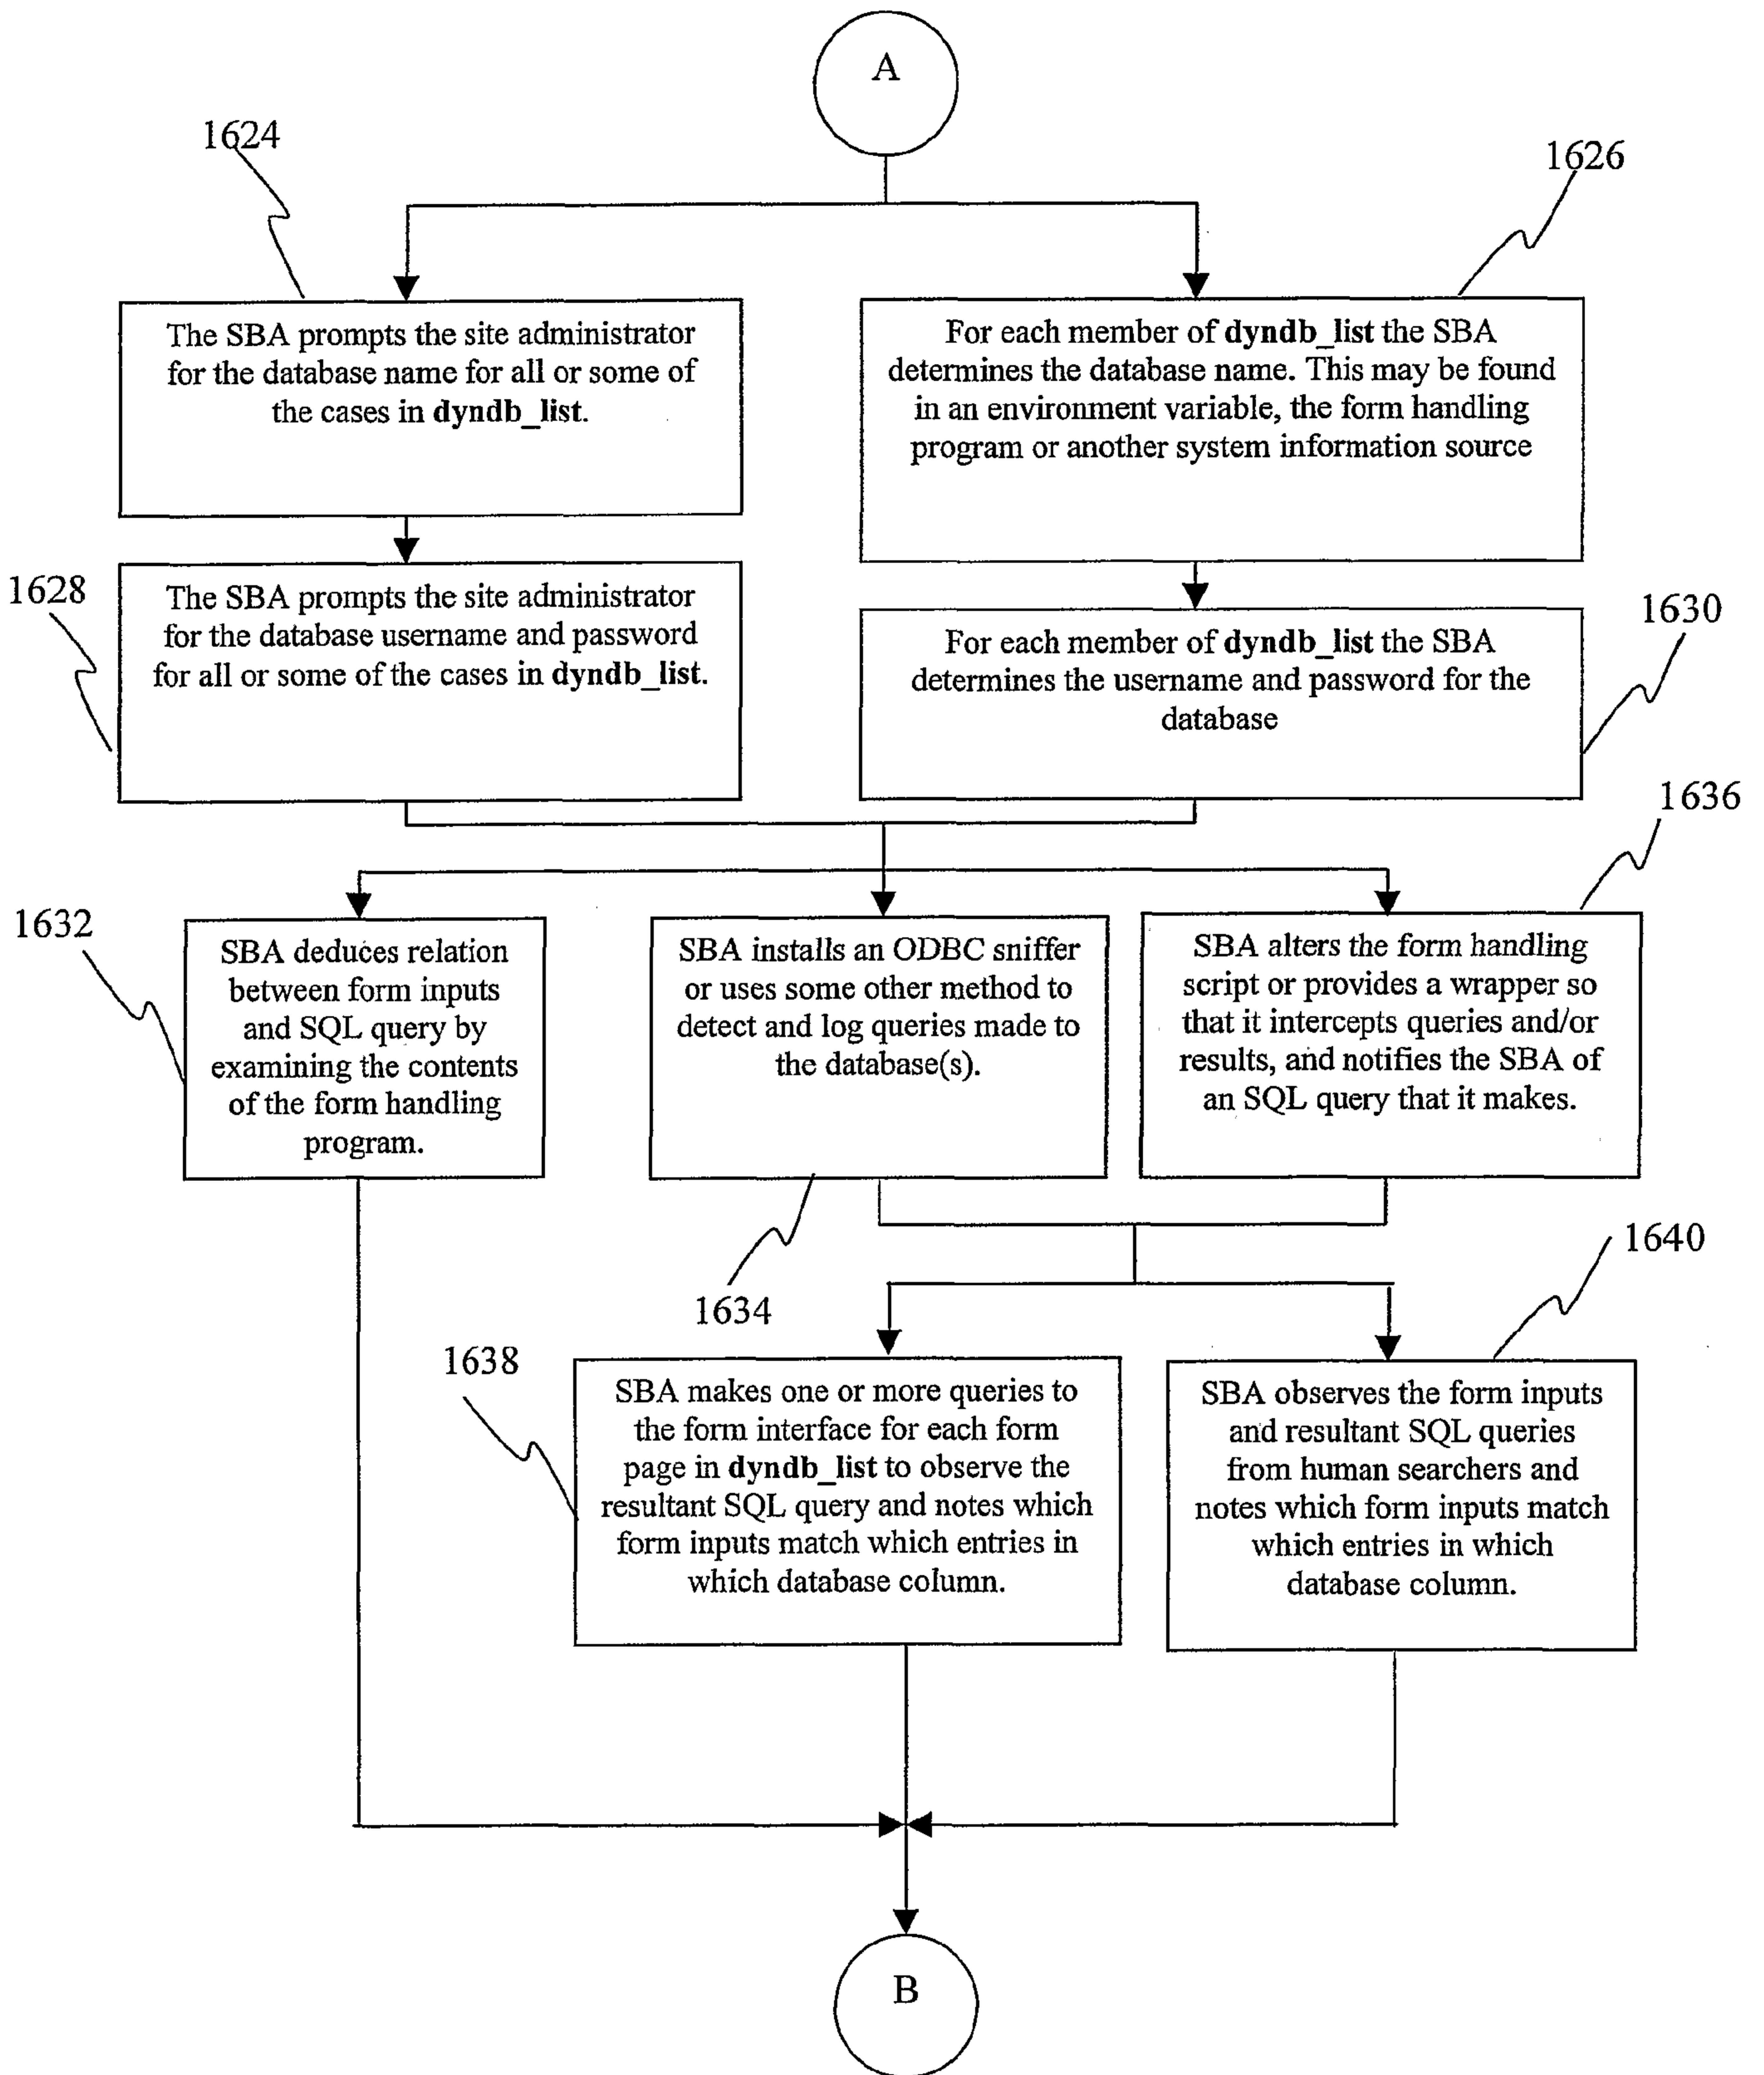 A
1624
1626
The SBA prompts the site administrator
for the database name for all or some of
the cases in dyndb_list.
For each member of dyndb_list the SBA
determines the database name. This may be found
in an environment variable, the form handling
program or another system information source
1628
The SBA prompts the site administrator
for the database username and password
for all or some of the cases in dyndb_list.
1630
For each member of dyndb_list the SBA
determines the username and password for the
database
1636
1632
SBA deduces relation
between form inputs
and SQL query by
examining the contents
of the form handling
program.
SBA installs an ODBC sniffer
or uses some other method to
detect and log queries made to
the database(s).
SBA alters the form handling
script or provides a wrapper so
that it intercepts queries and/or
results, and notifies the SBA of
an SQL query that it makes.
1634
1640
1638
SBA makes one or more queries to
the form interface for each form
page in dyndb_list to observe the
resultant SQL query and notes which
form inputs match which entries in
which database column.
SBA observes the form inputs
and resultant SQL queries
from human searchers and
notes which form inputs match
which entries in which
database column.
B